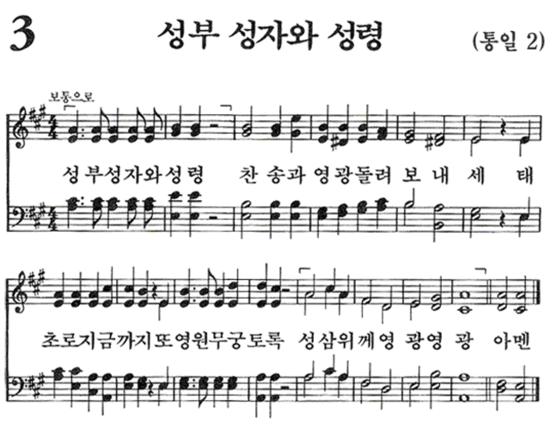 3 성부 성자와 성령 (통일 2)
보통으로
성부성자와성령 찬송과 영광돌려 보내 세 태
초로지금까지또영원무궁토록 성삼위께영 광영 광 아멘